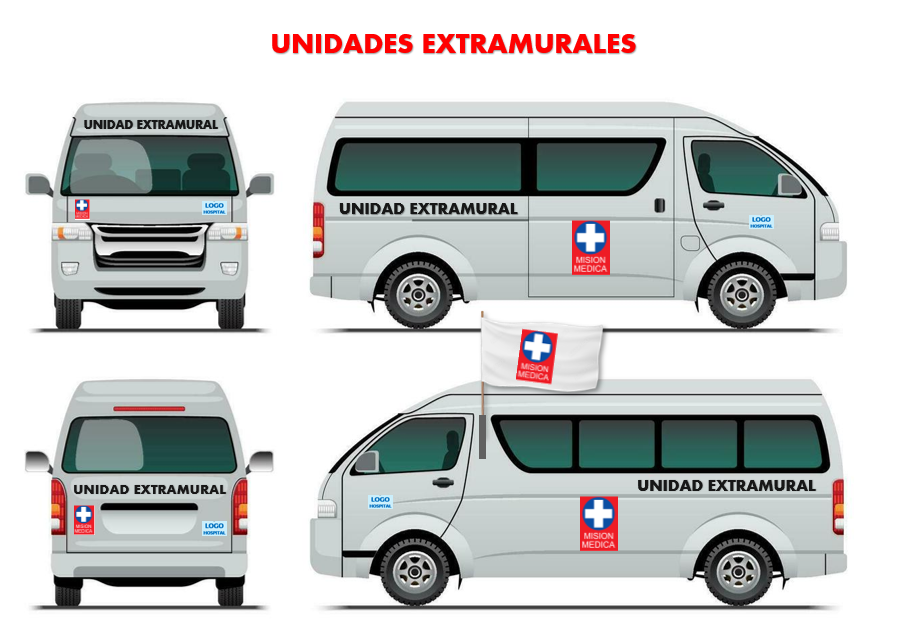 UNIDADES EXTRAMURALES
UNIDAD EXTRAMURAL
LOGO
HOSPITAL
UNIDAD EXTRAMURAL
MISION
MEDICA
LOGO
HOSPITAL
MISION
MEDICA
UNIDAD EXTRAMURAL
MISION
MEDICA
LOGO
HOSPITAL
UNIDAD EXTRAMURAL
LOGO
HOSPITAL
MISION
MEDICA